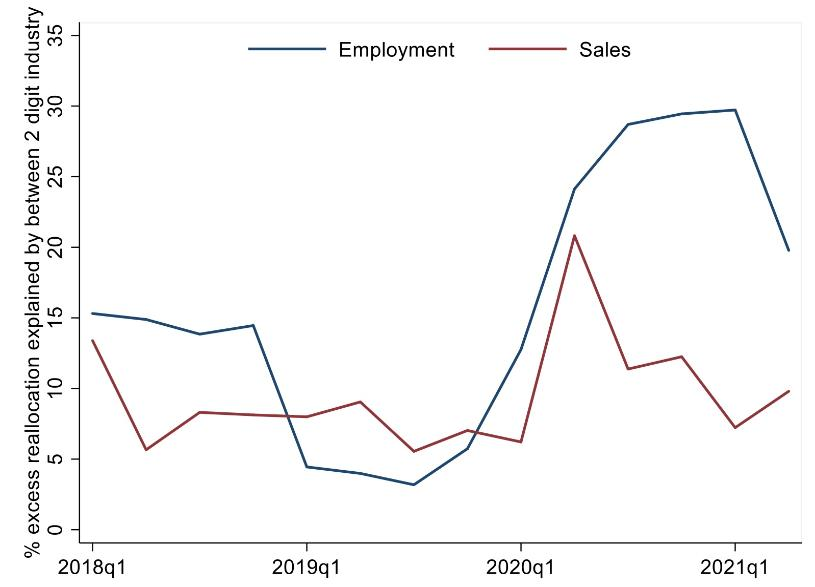 % excess reallocation explained by between 2 digit industry
35
30
25
20
15
10
5
0
Employment
Sales
2018q1
2019q1
2020q1
2021q1